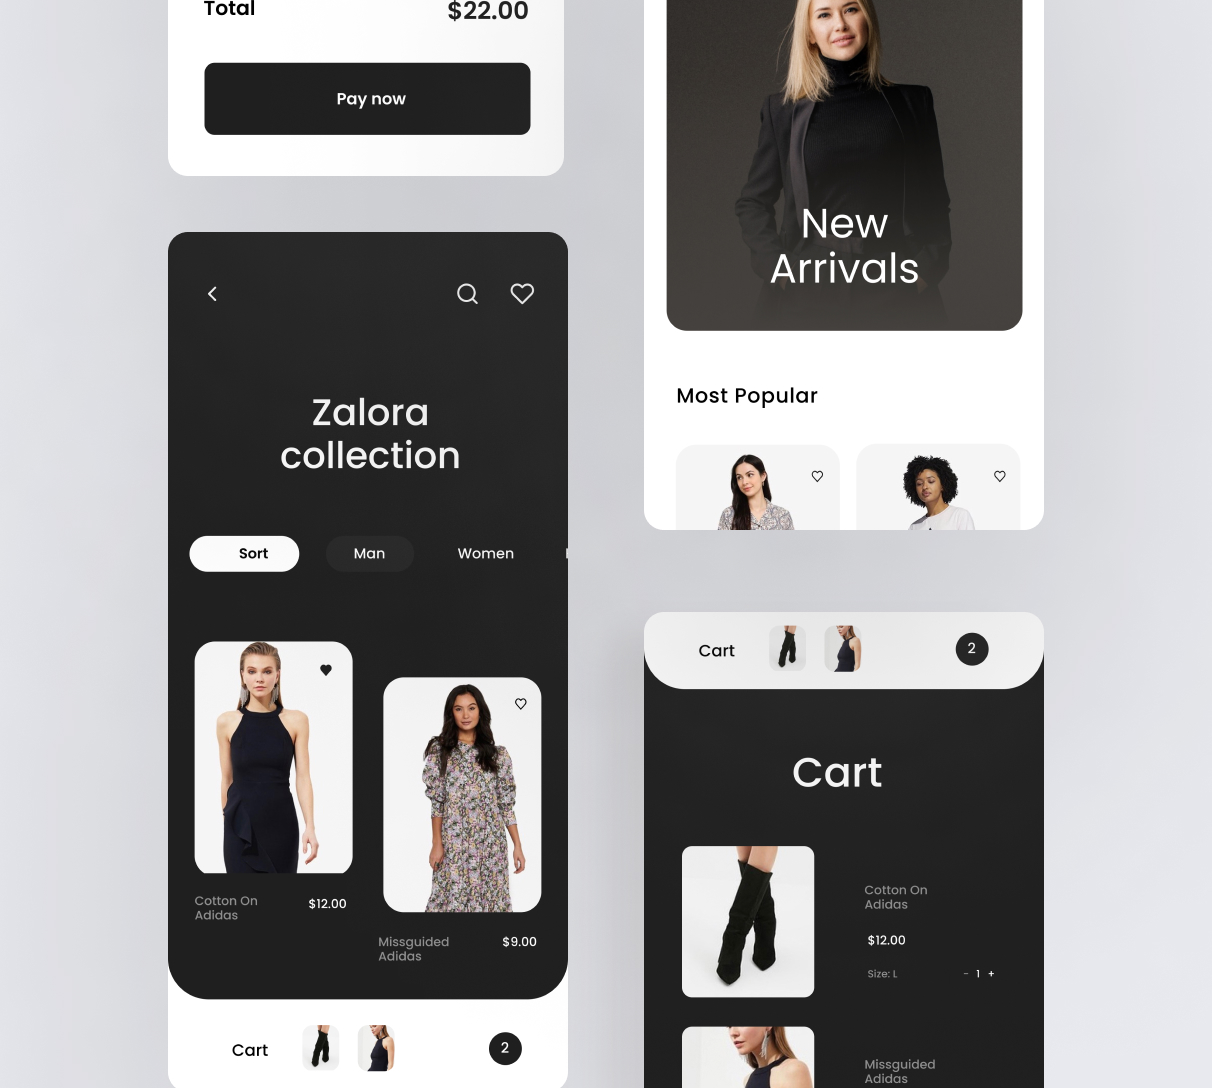 Total
$22.00
Pay now
New
Arrivals
Most Popular
Zalora
collection
Sort
Man
Women
Cotton On
Adidas
$12.00
Missguided
Adidas
$9.00
Cart
2
Cart
2
Cart
Cotton On
Adidas
$12.00
Size: L
- 1 +
Missguided
Adidas